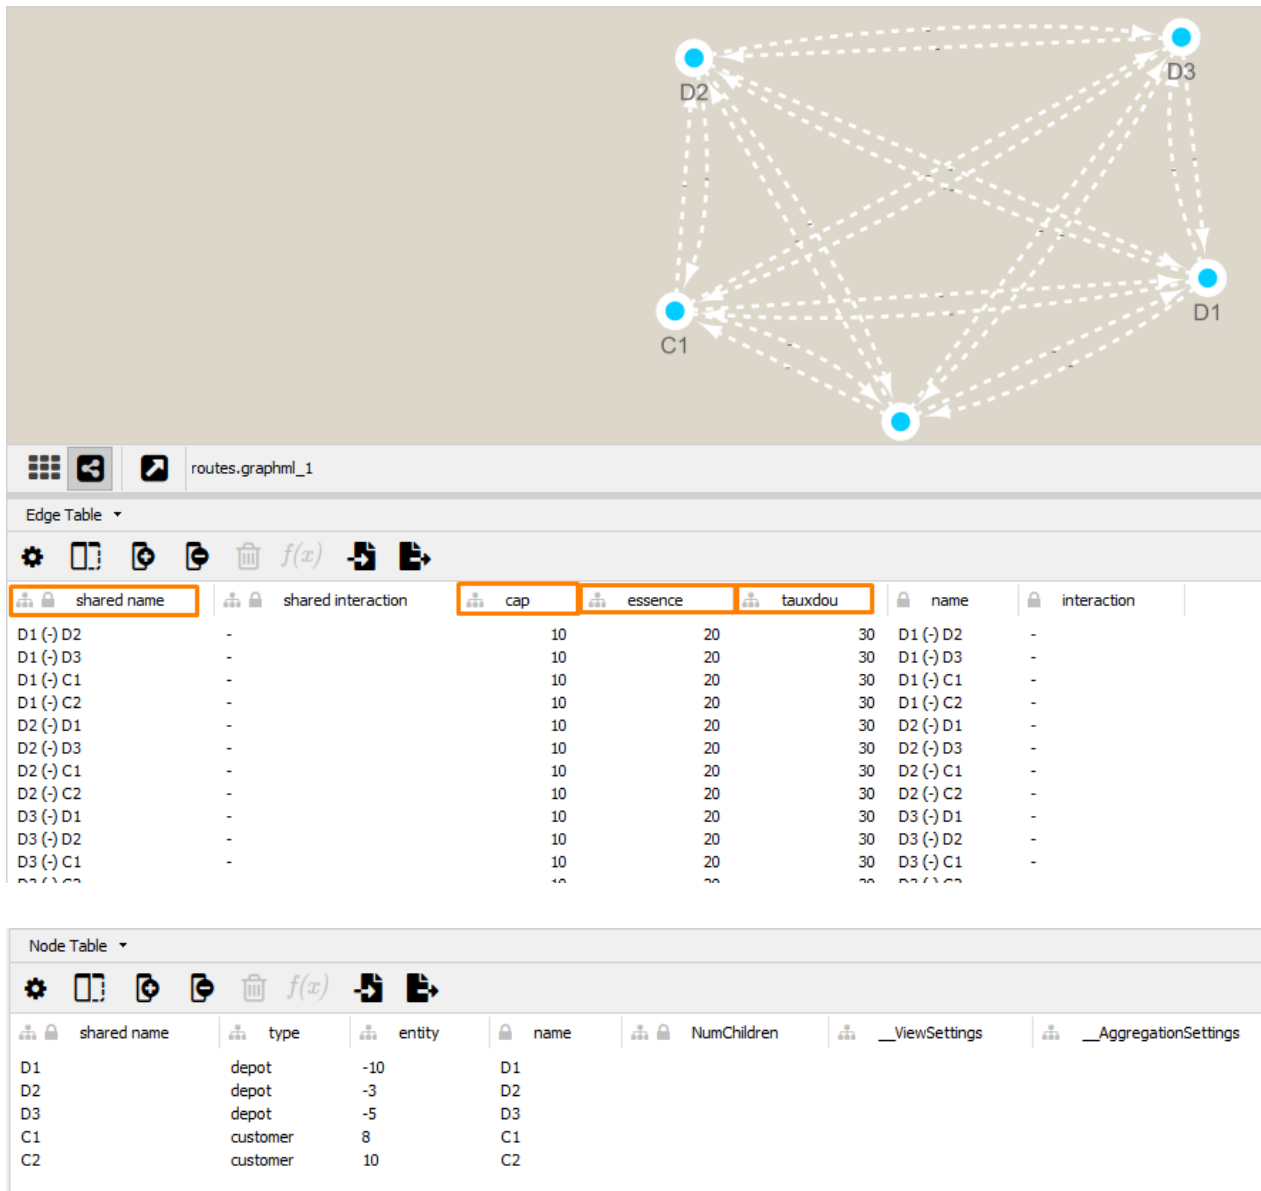 D2
D3
D1
C1
routes.graphml_1
Edge Table
f(x)
shared name shared interaction cap essence tauxdou name interaction
D1 (-) D2 - 10 20 30 D1 (-) D2 -
D1 (-) D3 - 10 20 30 D1 (-) D3 -
D1 (-) C1 - 10 20 30 D1 (-) C1 -
D1 (-) C2 - 10 20 30 D1 (-) C2 -
D2 (-) D1 - 10 20 30 D2 (-) D1 -
D2 (-) D3 - 10 20 30 D2 (-) D3 -
D2 (-) C1 - 10 20 30 D2 (-) C1 -
D2 (-) C2 - 10 20 30 D2 (-) C2 -
D3 (-) D1 - 10 20 30 D3 (-) D1 -
D3 (-) D2 - 10 20 30 D3 (-) D2 -
D3 (-) C1 - 10 20 30 D3 (-) C1 -
Node Table
f(x)
shared name type entity name NumChildren __ViewSettings __AggregationSettings
D1 depot -10 D1
D2 depot -3 D2
D3 depot -5 D3
C1 customer 8 C1
C2 customer 10 C2